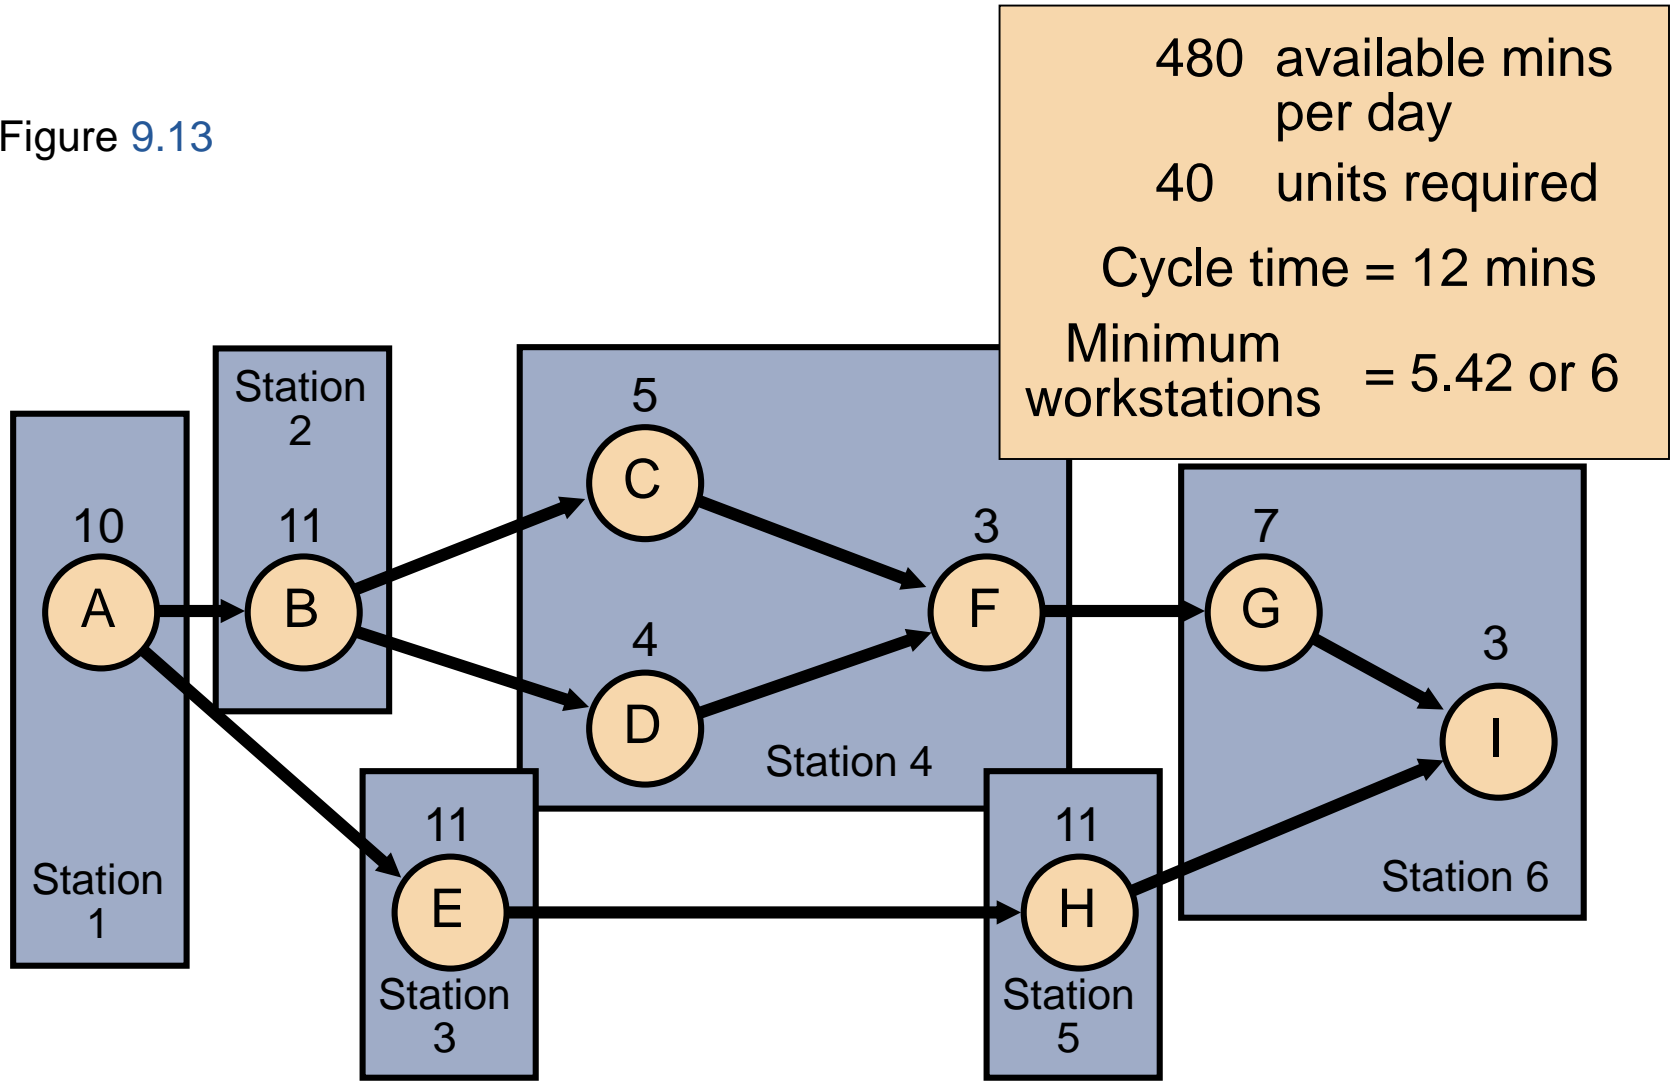 Figure 9.13
480 available mins
per day
40 units required
Cycle time = 12 mins
Minimum
workstations = 5.42 or 6
Station
2
5
C
10
A
11
B
3
F
7
G
4
D
3
I
Station 4
11
E
11
H
Station
1
Station 6
Station
3
Station
5